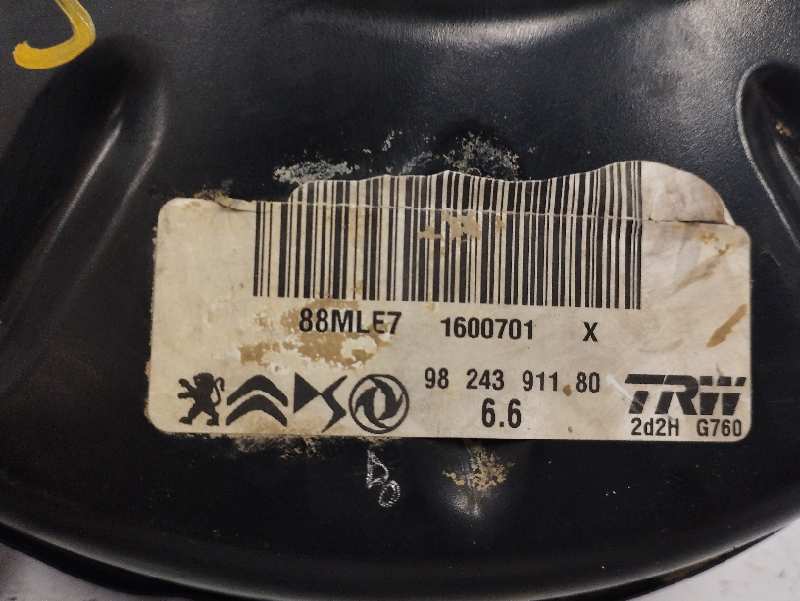 88MLE7 1600701 X
98 243 911 80
6.6
TRW
2d2H G760